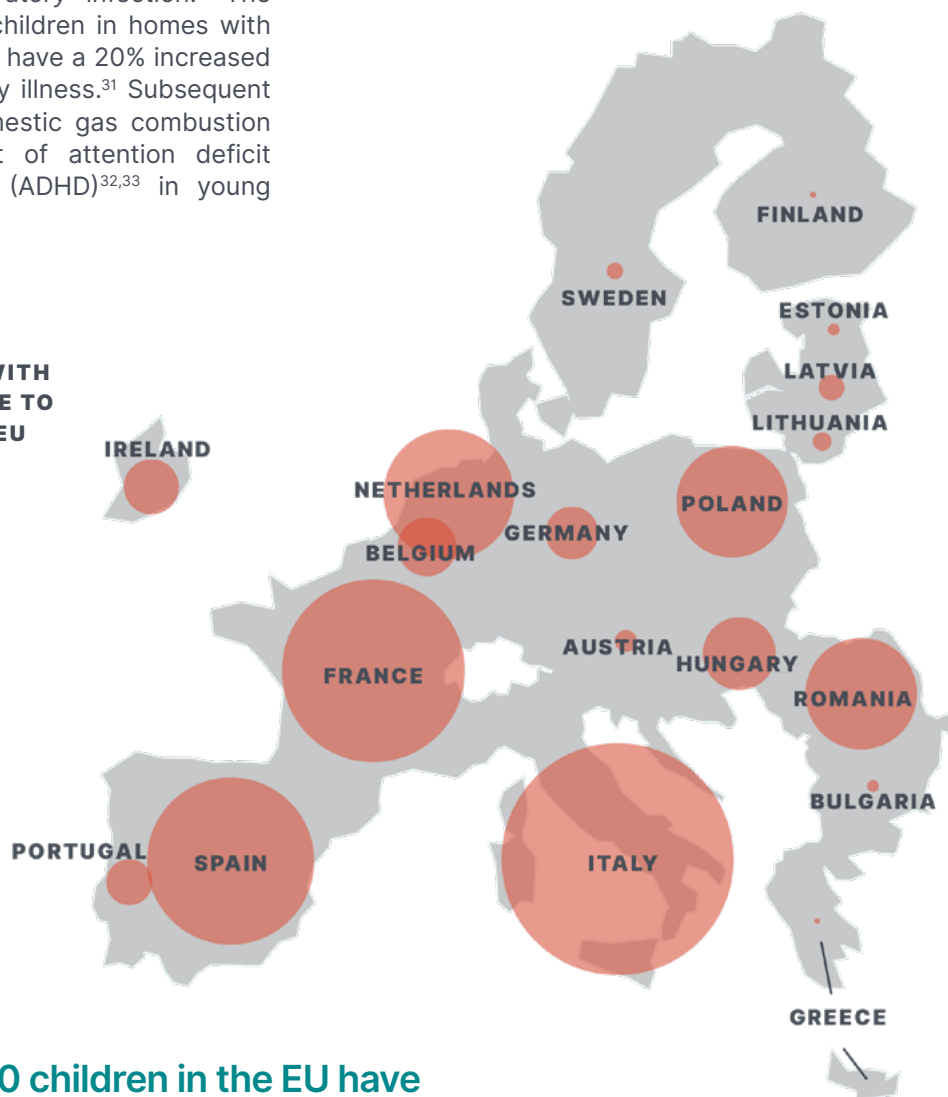 children in homes with
have a 20% increased
y illness.³¹ Subsequent
nestic gas combustion
t of attention deficit
(ADHD)³²,³³ in young
FINLAND
SWEDEN
ESTONIA
LATVIA
LITHUANIA
WITH
E TO
EU
IRELAND
NETHERLANDS
POLAND
GERMANY
BELGIUM
AUSTRIA
HUNGARY
FRANCE
ROMANIA
BULGARIA
PORTUGAL
SPAIN
ITALY
GREECE
0 children in the EU have